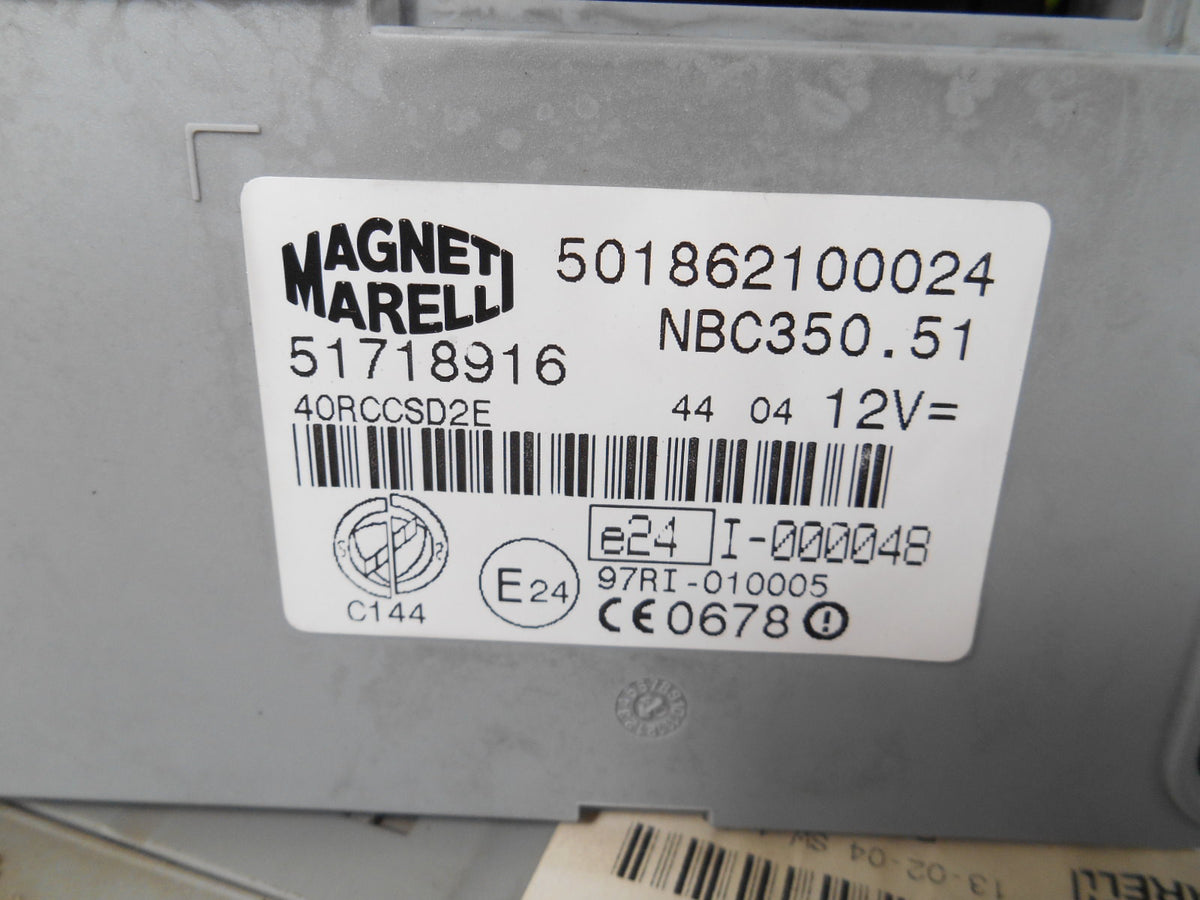 MAGNETI
MARELLI
501862100024
NBC350.51
51718916
40RCCSD2E 44 04 12V=
e24 I-000048
97RI-010005
C144
E24
CE0678
13-02-04 SW